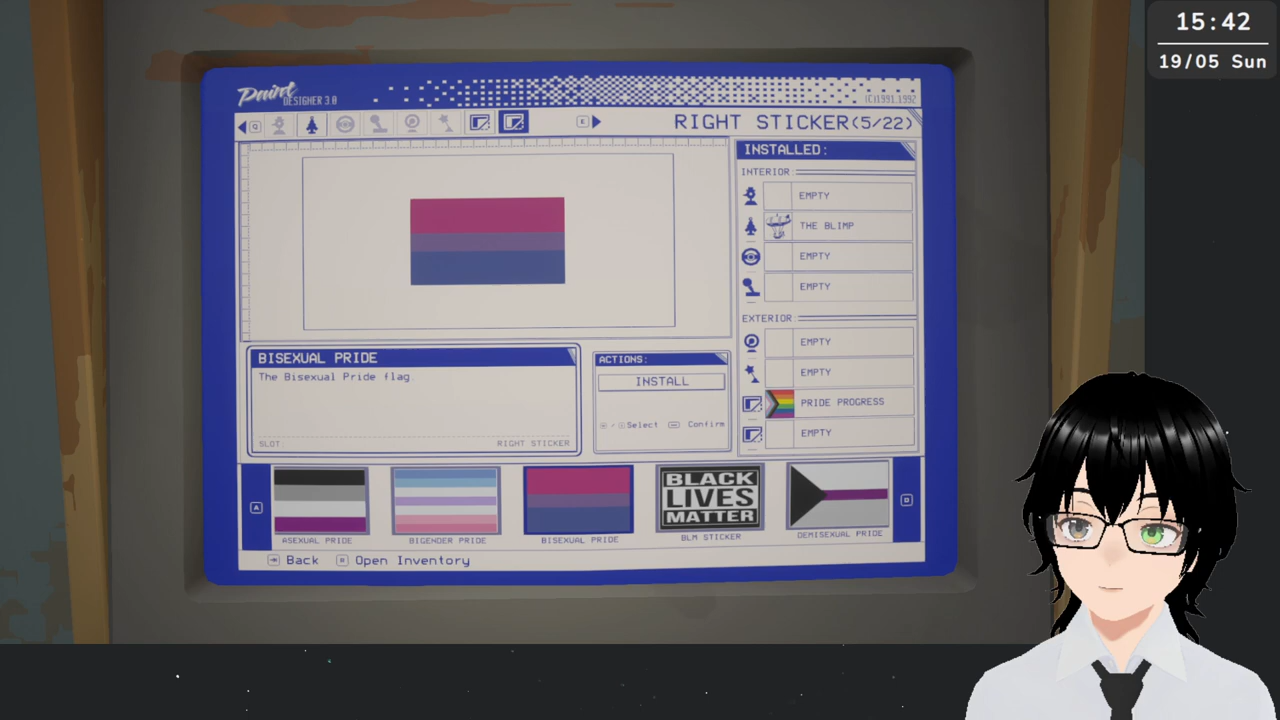 15:42
19/05 Sun
Paint
DESIGNER 3.0
(C)1991,1992
Q
E
RIGHT STICKER(5/22)
INSTALLED:
INTERIOR
EMPTY
THE BLIMP
EMPTY
EMPTY
EXTERIOR:
EMPTY
EMPTY
PRIDE PROGRESS
EMPTY
BISEXUAL PRIDE
The Bisexual Pride flag.
SLOT
RIGHT STICKER
ACTIONS:
INSTALL
Select
Confirm
A
BLACK
LIVES
MATTER
D
ASEXUAL PRIDE
BIGENDER PRIDE
BISEXUAL PRIDE
BLM STICKER
DEMISEXUAL PRIDE
Back
Open Inventory